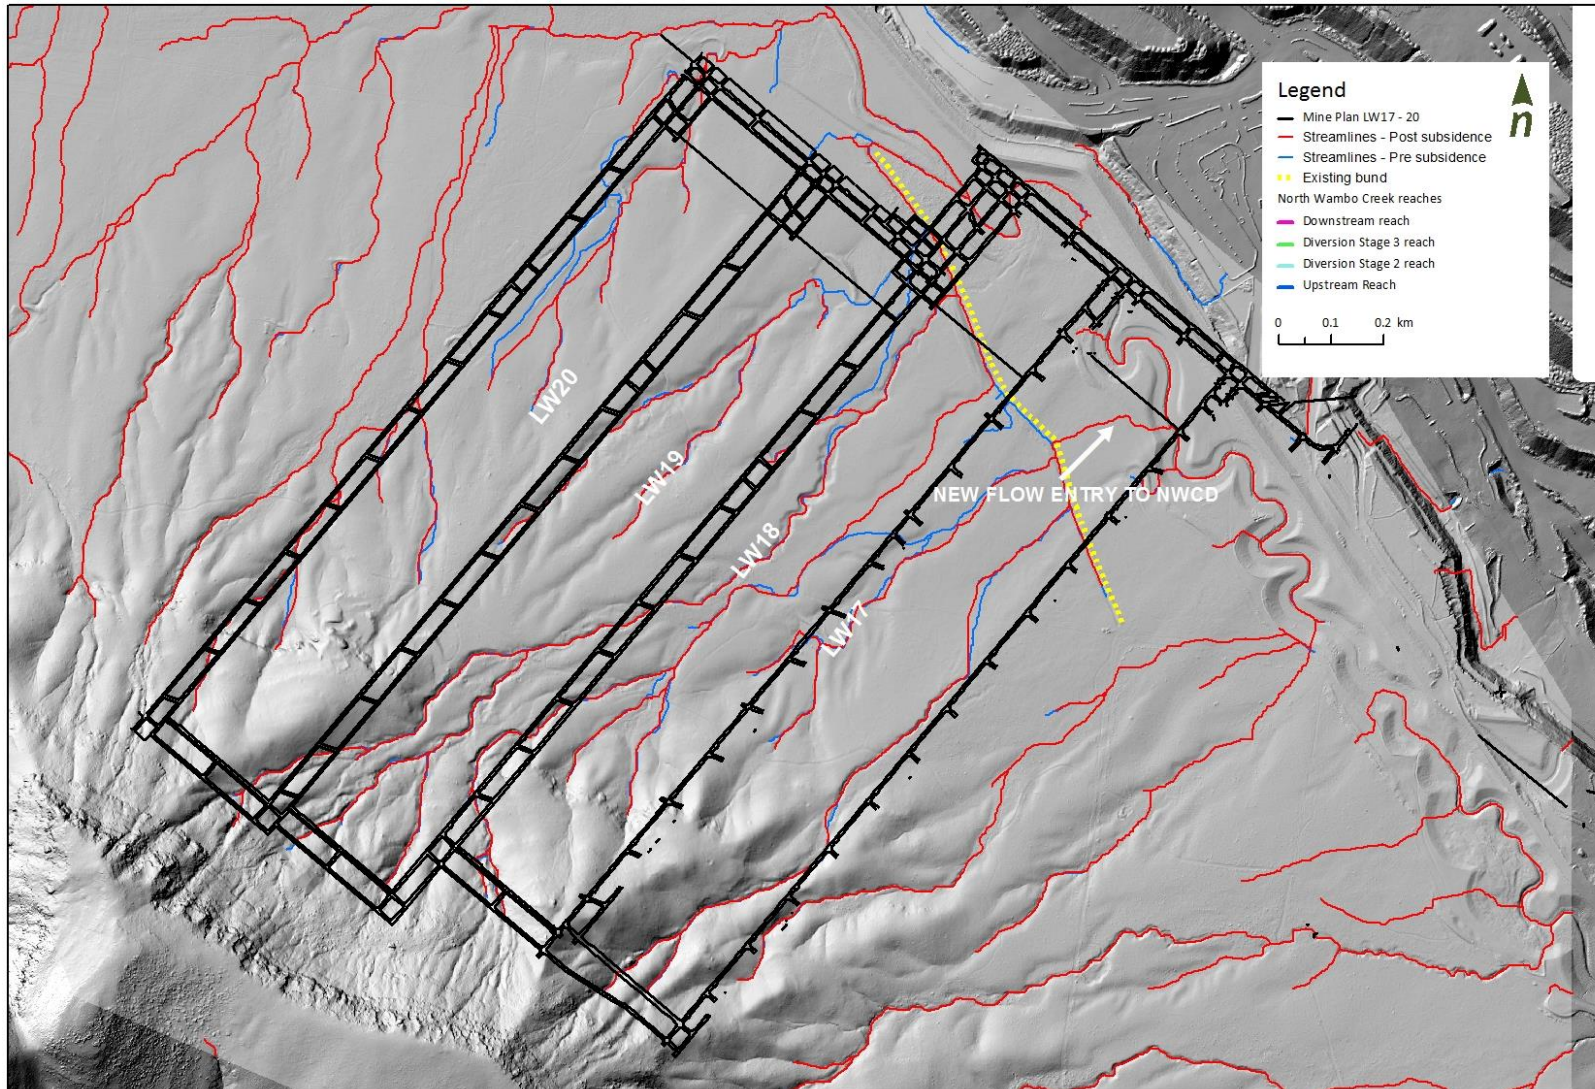 Legend
n
Mine Plan LW17 - 20
Streamlines - Post subsidence
Streamlines - Pre subsidence
Existing bund
North Wambo Creek reaches
Downstream reach
Diversion Stage 3 reach
Diversion Stage 2 reach
Upstream Reach
0 0.1 0.2 km
LW20
LW19
LW18
LW17
NEW FLOW ENTRY TO NWCD